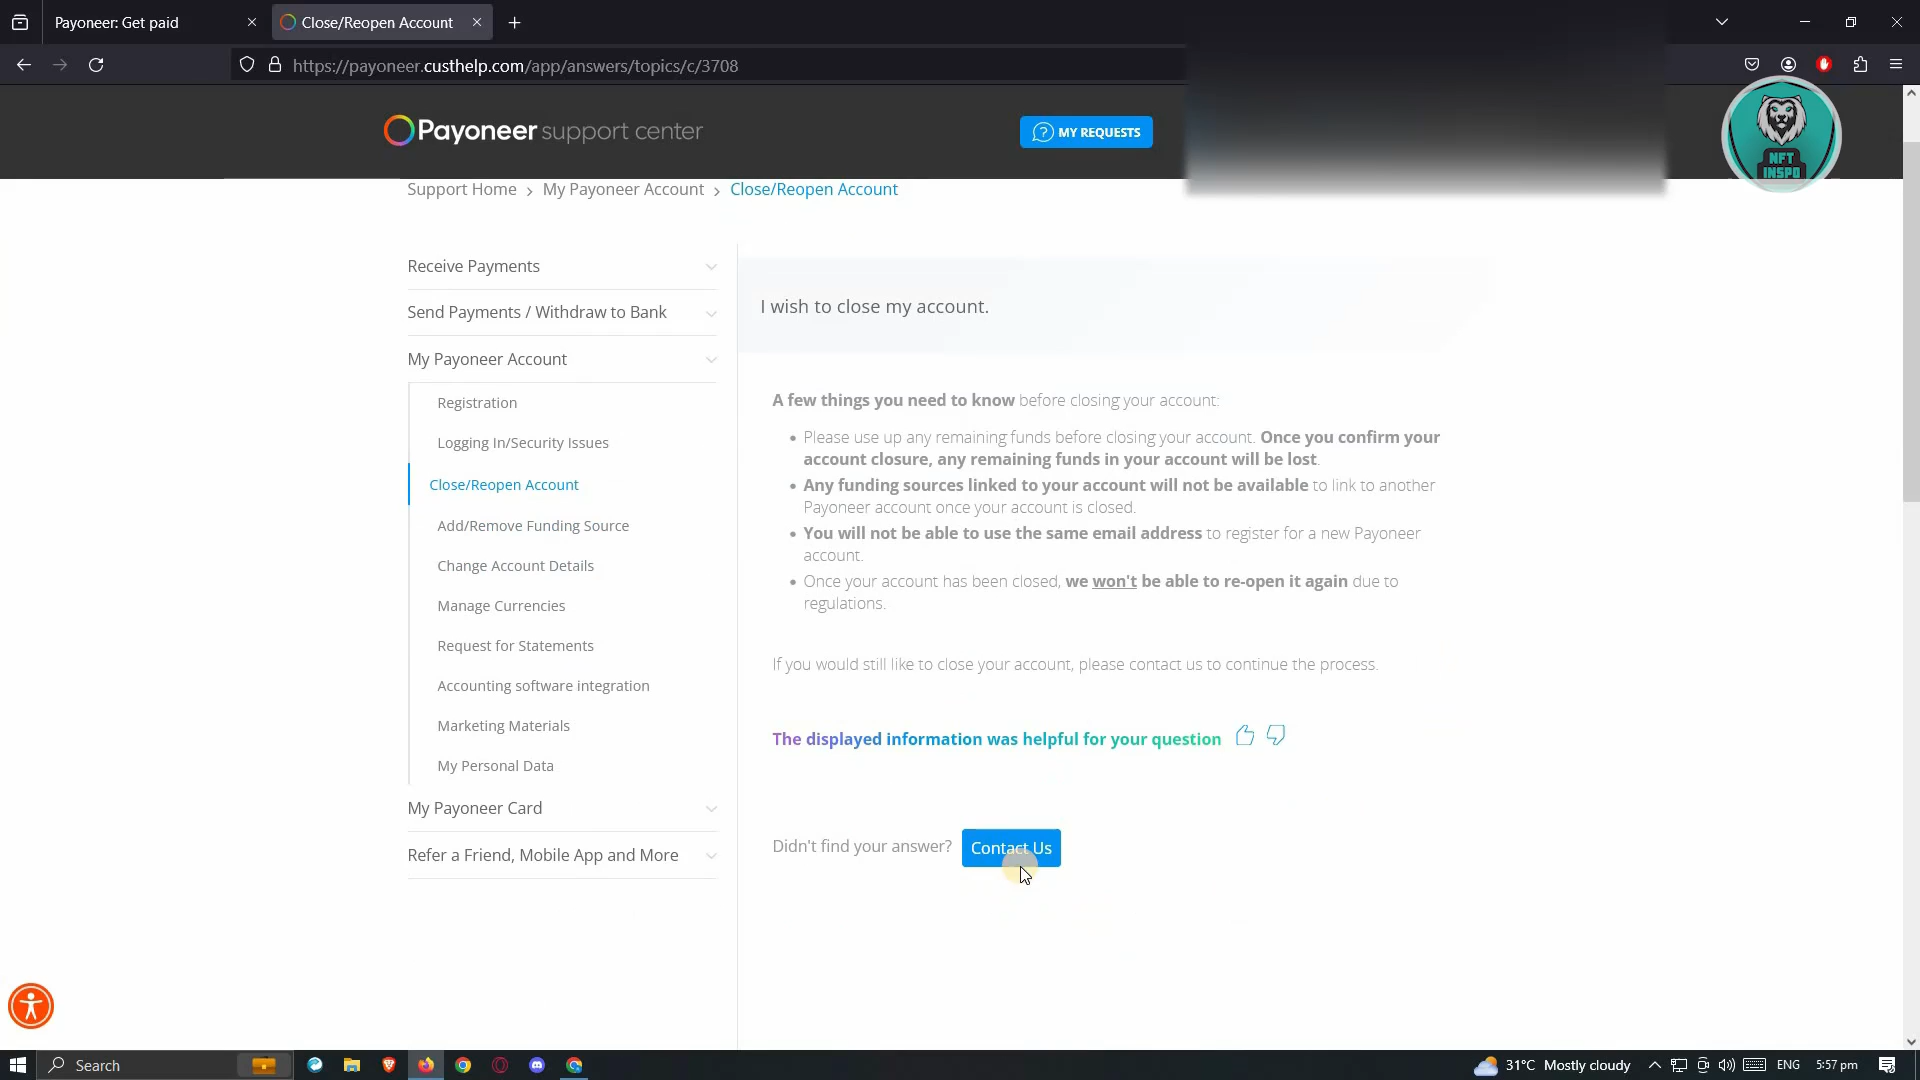 Payoneer: Get paid
Close/Reopen Account
https://payoneer.custhelp.com/app/answers/topics/c/3708
Payoneer support center
MY REQUESTS
NFT
INSPO
Support Home > My Payoneer Account > Close/Reopen Account
Receive Payments
Send Payments / Withdraw to Bank
My Payoneer Account
Registration
Logging In/Security Issues
Close/Reopen Account
Add/Remove Funding Source
Change Account Details
Manage Currencies
Request for Statements
Accounting software integration
Marketing Materials
My Personal Data
My Payoneer Card
Refer a Friend, Mobile App and More
I wish to close my account.
A few things you need to know before closing your account:
• Please use up any remaining funds before closing your account. Once you confirm your
account closure, any remaining funds in your account will be lost.
• Any funding sources linked to your account will not be available to link to another
Payoneer account once your account is closed.
• You will not be able to use the same email address to register for a new Payoneer
account.
• Once your account has been closed, we won't be able to re-open it again due to
regulations.
If you would still like to close your account, please contact us to continue the process.
The displayed information was helpful for your question
Didn't find your answer? Contact Us
Search
31°C Mostly cloudy
ENG
5:57 pm